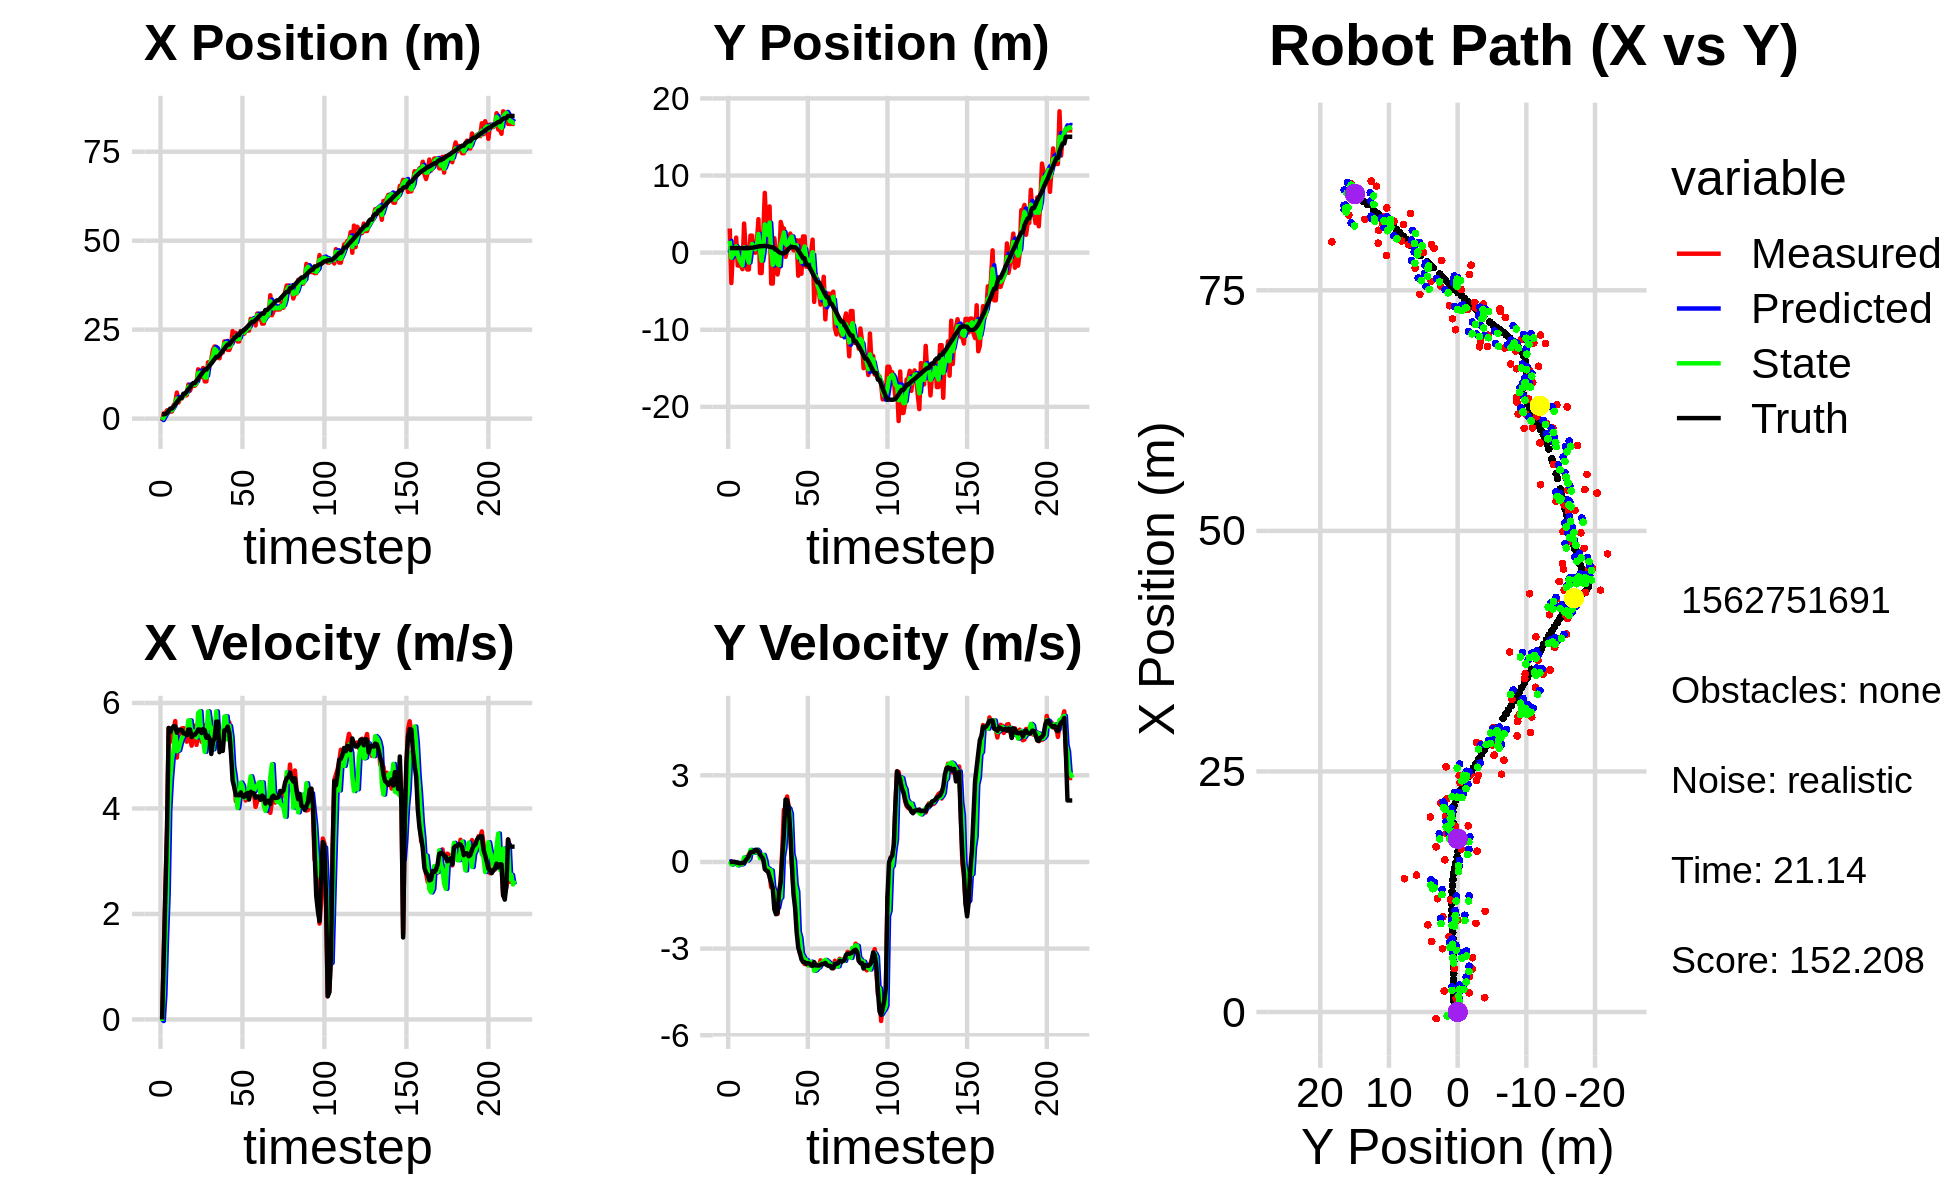 X Position (m)
75
50
25
0
0 50 100 150 200
timestep
Y Position (m)
20
10
0
-10
-20
0 50 100 150 200
timestep
X Velocity (m/s)
6
4
2
0
0 50 100 150 200
timestep
Y Velocity (m/s)
3
0
-3
-6
0 50 100 150 200
timestep
Robot Path (X vs Y)
X Position (m)
75
50
25
0
20 10 0 -10 -20
Y Position (m)
variable
Measured
Predicted
State
Truth
1562751691
Obstacles: none
Noise: realistic
Time: 21.14
Score: 152.208